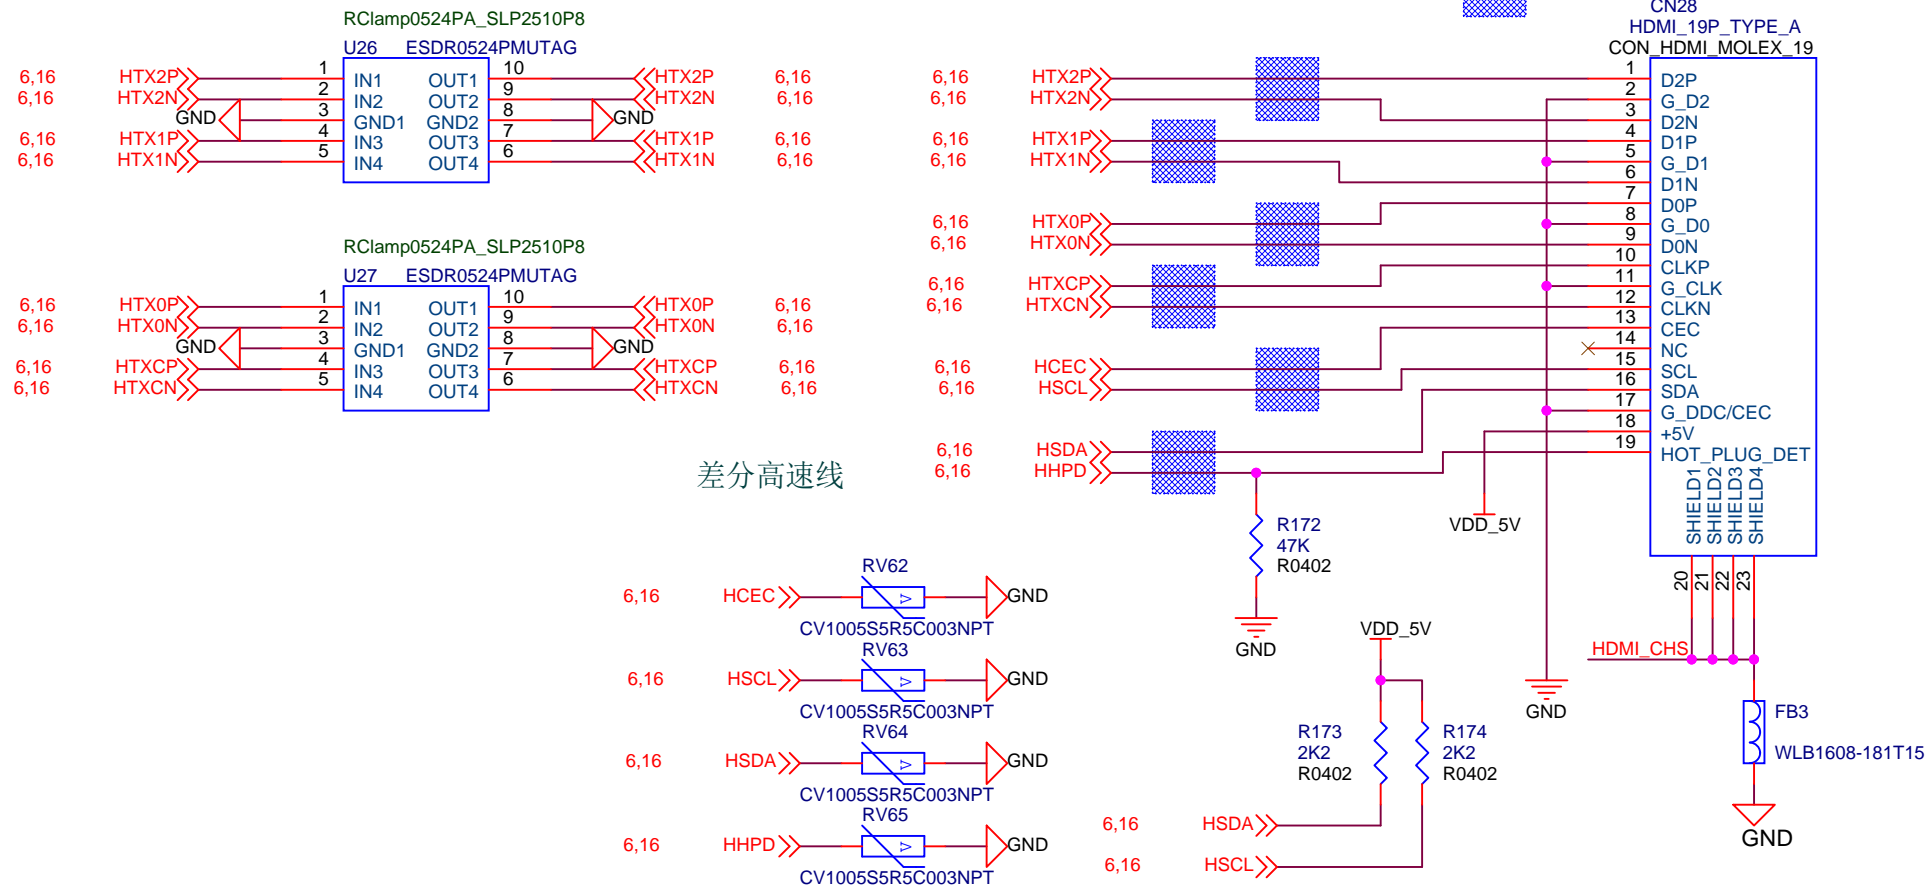 RClamp0524PA_SLP2510P8
U26 ESDR0524PMUTAG
6,16 HTX2P 1 IN1 OUT1 10 HTX2P 6,16
6,16 HTX2N 2 IN2 OUT2 9 HTX2N 6,16
GND 3 GND1 GND2 8 GND
6,16 HTX1P 4 IN3 OUT3 7 HTX1P 6,16
6,16 HTX1N 5 IN4 OUT4 6 HTX1N 6,16
RClamp0524PA_SLP2510P8
U27 ESDR0524PMUTAG
6,16 HTX0P 1 IN1 OUT1 10 HTX0P 6,16
6,16 HTX0N 2 IN2 OUT2 9 HTX0N 6,16
GND 3 GND1 GND2 8 GND
6,16 HTXCP 4 IN3 OUT3 7 HTXCP 6,16
6,16 HTXCN 5 IN4 OUT4 6 HTXCN 6,16
差分高速线
CN28
HDMI_19P_TYPE_A
CON_HDMI_MOLEX_19
6,16 HTX2P 1 D2P
2 G_D2
6,16 HTX2N 3 D2N
6,16 HTX1P 4 D1P
5 G_D1
6,16 HTX1N 6 D1N
6,16 HTX0P 7 D0P
8 G_D0
6,16 HTX0N 9 D0N
6,16 HTXCP 10 CLKP
11 G_CLK
6,16 HTXCN 12 CLKN
6,16 HCEC 13 CEC
14 NC
6,16 HSCL 15 SCL
6,16 HSDA 16 SDA
17 G_DDC/CEC
18 +5V
6,16 HHPD 19 HOT_PLUG_DET
SHIELD1
SHIELD2
SHIELD3
SHIELD4
20
21
22
23
VDD_5V
R172
47K
R0402
GND
GND
HDMI_CHS
FB3
WLB1608-181T15
GND
RV62
6,16 HCEC V GND
CV1005S5R5C003NPT
RV63
6,16 HSCL V GND
CV1005S5R5C003NPT
RV64
6,16 HSDA V GND
CV1005S5R5C003NPT
RV65
6,16 HHPD V GND
CV1005S5R5C003NPT
VDD_5V
R173
2K2
R0402
R174
2K2
R0402
6,16 HSDA
6,16 HSCL